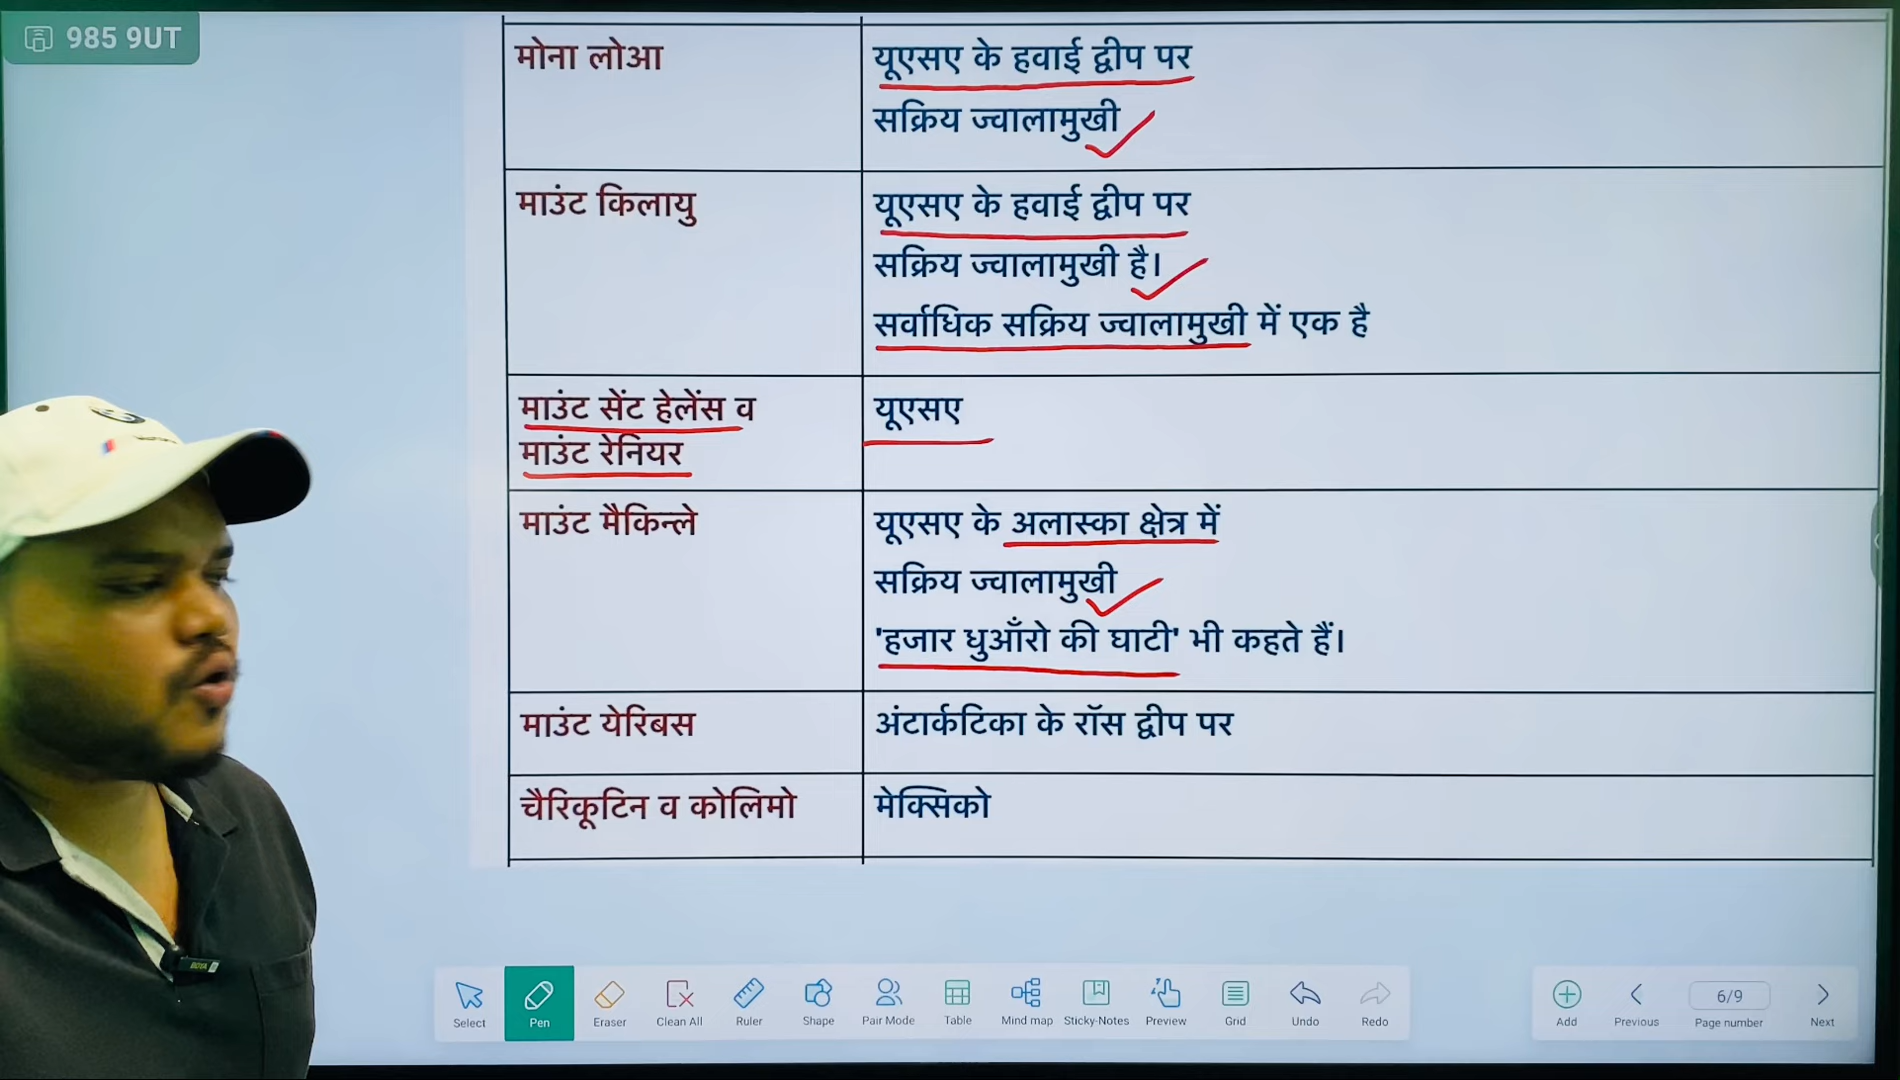 985 9UT
मोना लोआ
यूएसए के हवाई द्वीप पर
सक्रिय ज्वालामुखी
माउंट किलायु
यूएसए के हवाई द्वीप पर
सक्रिय ज्वालामुखी है।
सर्वाधिक सक्रिय ज्वालामुखी में एक है
माउंट सेंट हेलेंस व
माउंट रेनियर
यूएसए
माउंट मैकिन्ले
यूएसए के अलास्का क्षेत्र में
सक्रिय ज्वालामुखी
'हजार धुआँरो की घाटी' भी कहते हैं।
माउंट येरिबस
अंटार्कटिका के रॉस द्वीप पर
चैरिकूटिन व कोलिमो
मेक्सिको
BOYA
Select
Pen
Eraser
Clean All
Ruler
Shape
Pair Mode
Table
Mind map
Sticky-Notes
Preview
Grid
Undo
Redo
Add
Previous
6/9
Page number
Next